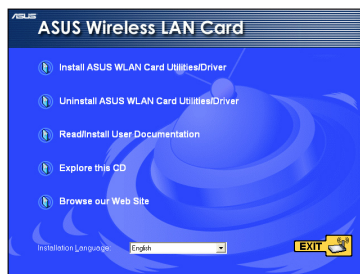 ASUS
ASUS Wireless LAN Card
Install ASUS WLAN Card Utilities/Driver
Uninstall ASUS WLAN Card Utilities/Driver
Read/Install User Documentation
Explore this CD
Browse our Web Site
Installation Language: English
EXIT